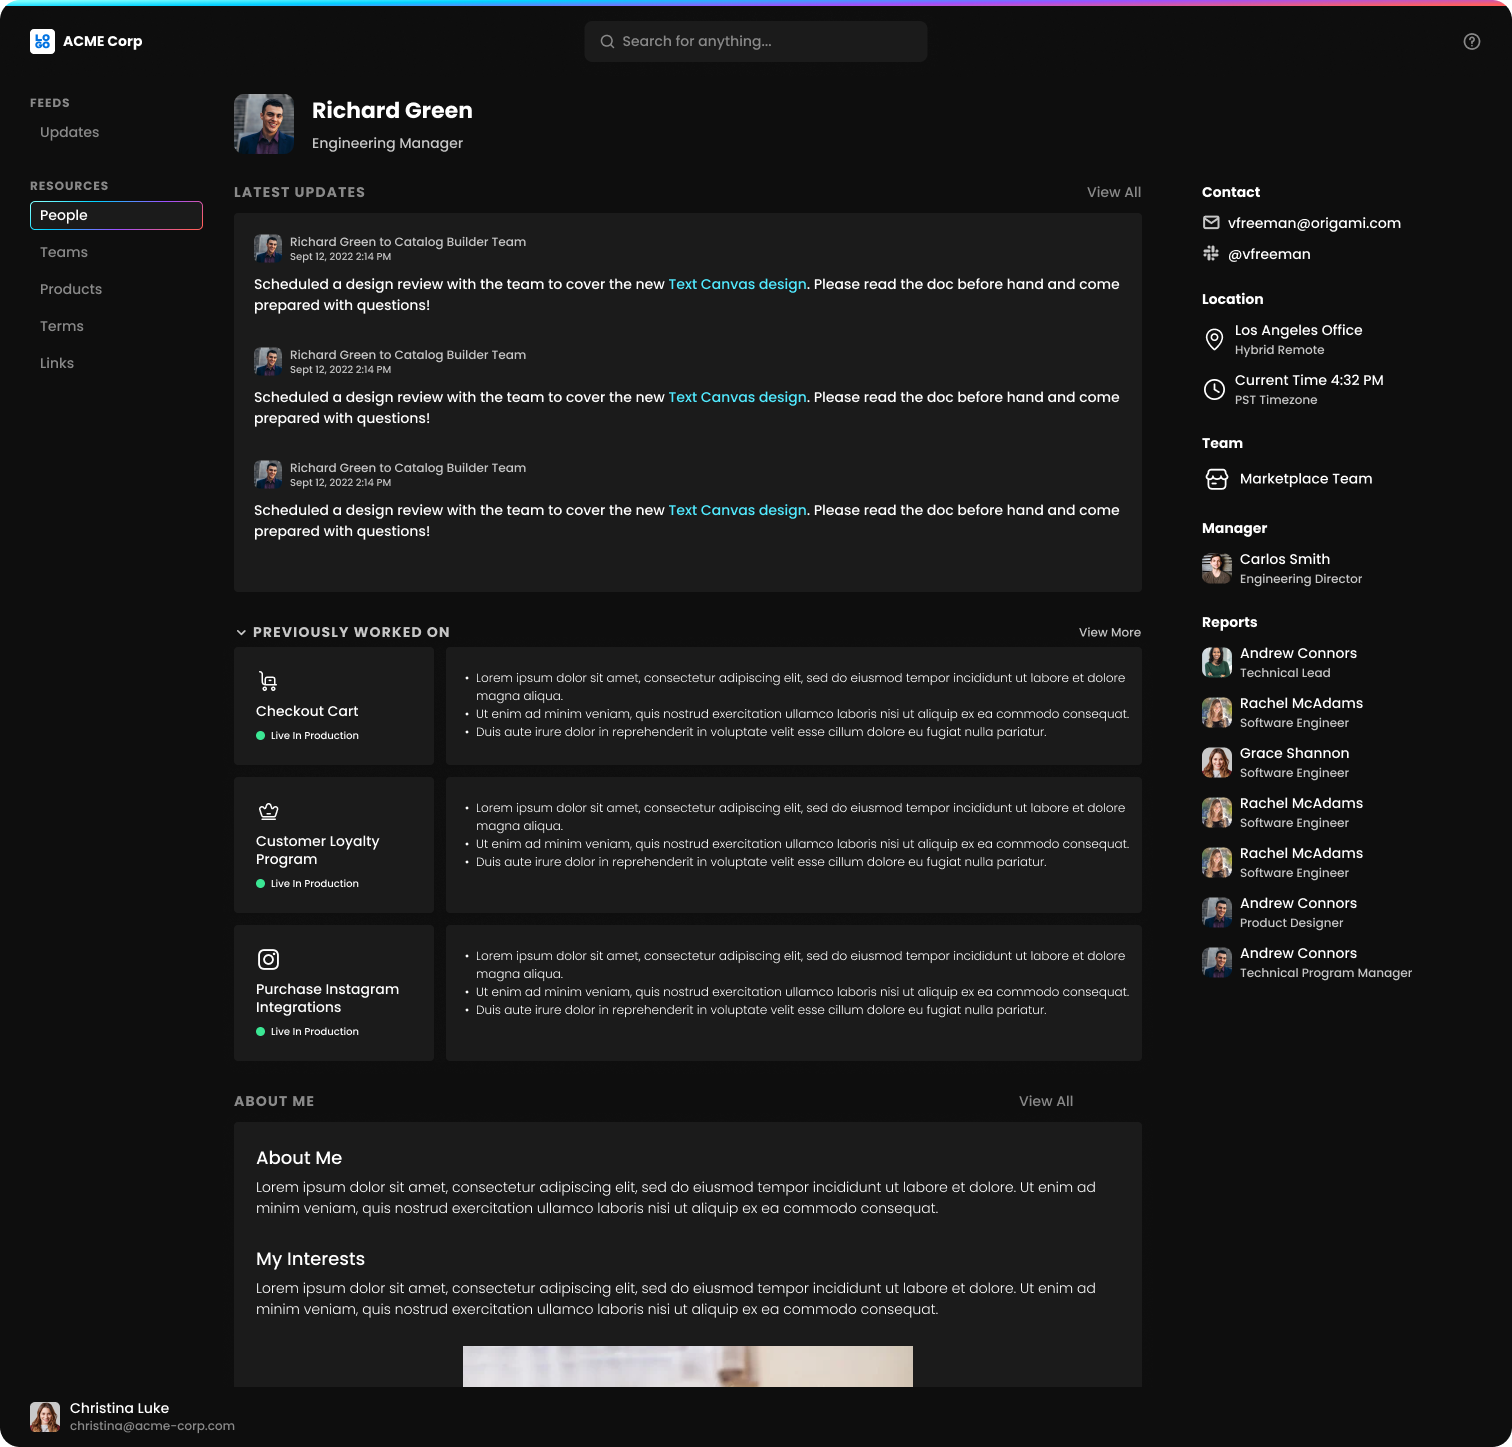 LOGO
ACME Corp
Search for anything...
FEEDS
Updates
RESOURCES
People
Teams
Products
Terms
Links
Richard Green
Engineering Manager
LATEST UPDATES
View All
Richard Green to Catalog Builder Team
Sept 12, 2022 2:14 PM
Scheduled a design review with the team to cover the new Text Canvas design. Please read the doc before hand and come
prepared with questions!
Richard Green to Catalog Builder Team
Sept 12, 2022 2:14 PM
Scheduled a design review with the team to cover the new Text Canvas design. Please read the doc before hand and come
prepared with questions!
Richard Green to Catalog Builder Team
Sept 12, 2022 2:14 PM
Scheduled a design review with the team to cover the new Text Canvas design. Please read the doc before hand and come
prepared with questions!
PREVIOUSLY WORKED ON
View More
Checkout Cart
Live In Production
• Lorem ipsum dolor sit amet, consectetur adipiscing elit, sed do eiusmod tempor incididunt ut labore et dolore
magna aliqua.
• Ut enim ad minim veniam, quis nostrud exercitation ullamco laboris nisi ut aliquip ex ea commodo consequat.
• Duis aute irure dolor in reprehenderit in voluptate velit esse cillum dolore eu fugiat nulla pariatur.
Customer Loyalty
Program
Live In Production
• Lorem ipsum dolor sit amet, consectetur adipiscing elit, sed do eiusmod tempor incididunt ut labore et dolore
magna aliqua.
• Ut enim ad minim veniam, quis nostrud exercitation ullamco laboris nisi ut aliquip ex ea commodo consequat.
• Duis aute irure dolor in reprehenderit in voluptate velit esse cillum dolore eu fugiat nulla pariatur.
Purchase Instagram
Integrations
Live In Production
• Lorem ipsum dolor sit amet, consectetur adipiscing elit, sed do eiusmod tempor incididunt ut labore et dolore
magna aliqua.
• Ut enim ad minim veniam, quis nostrud exercitation ullamco laboris nisi ut aliquip ex ea commodo consequat.
• Duis aute irure dolor in reprehenderit in voluptate velit esse cillum dolore eu fugiat nulla pariatur.
ABOUT ME
View All
About Me
Lorem ipsum dolor sit amet, consectetur adipiscing elit, sed do eiusmod tempor incididunt ut labore et dolore. Ut enim ad
minim veniam, quis nostrud exercitation ullamco laboris nisi ut aliquip ex ea commodo consequat.
My Interests
Lorem ipsum dolor sit amet, consectetur adipiscing elit, sed do eiusmod tempor incididunt ut labore et dolore. Ut enim ad
minim veniam, quis nostrud exercitation ullamco laboris nisi ut aliquip ex ea commodo consequat.
Contact
vfreeman@origami.com
@vfreeman
Location
Los Angeles Office
Hybrid Remote
Current Time 4:32 PM
PST Timezone
Team
Marketplace Team
Manager
Carlos Smith
Engineering Director
Reports
Andrew Connors
Technical Lead
Rachel McAdams
Software Engineer
Grace Shannon
Software Engineer
Rachel McAdams
Software Engineer
Rachel McAdams
Software Engineer
Andrew Connors
Product Designer
Andrew Connors
Technical Program Manager
Christina Luke
christina@acme-corp.com